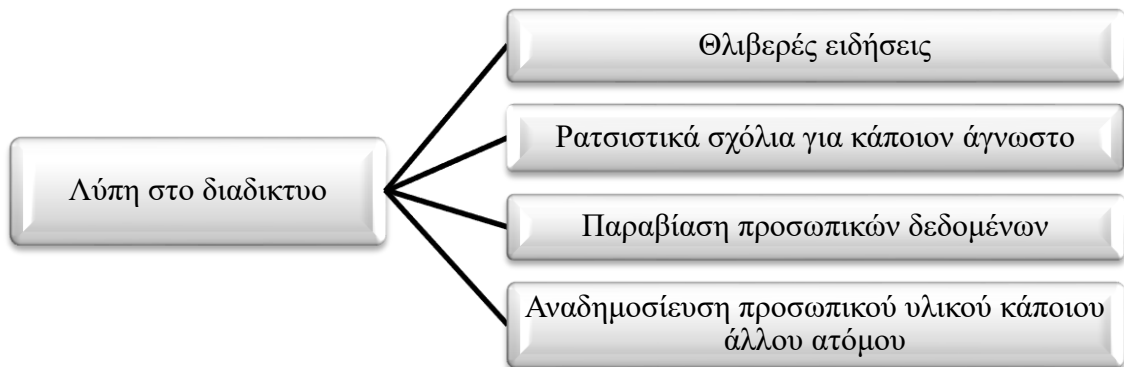 Λύπη στο διαδικτυο
Θλιβερές ειδήσεις
Ρατσιστικά σχόλια για κάποιον άγνωστο
Παραβίαση προσωπικών δεδομένων
Αναδημοσίευση προσωπικού υλικού κάποιου
άλλου ατόμου